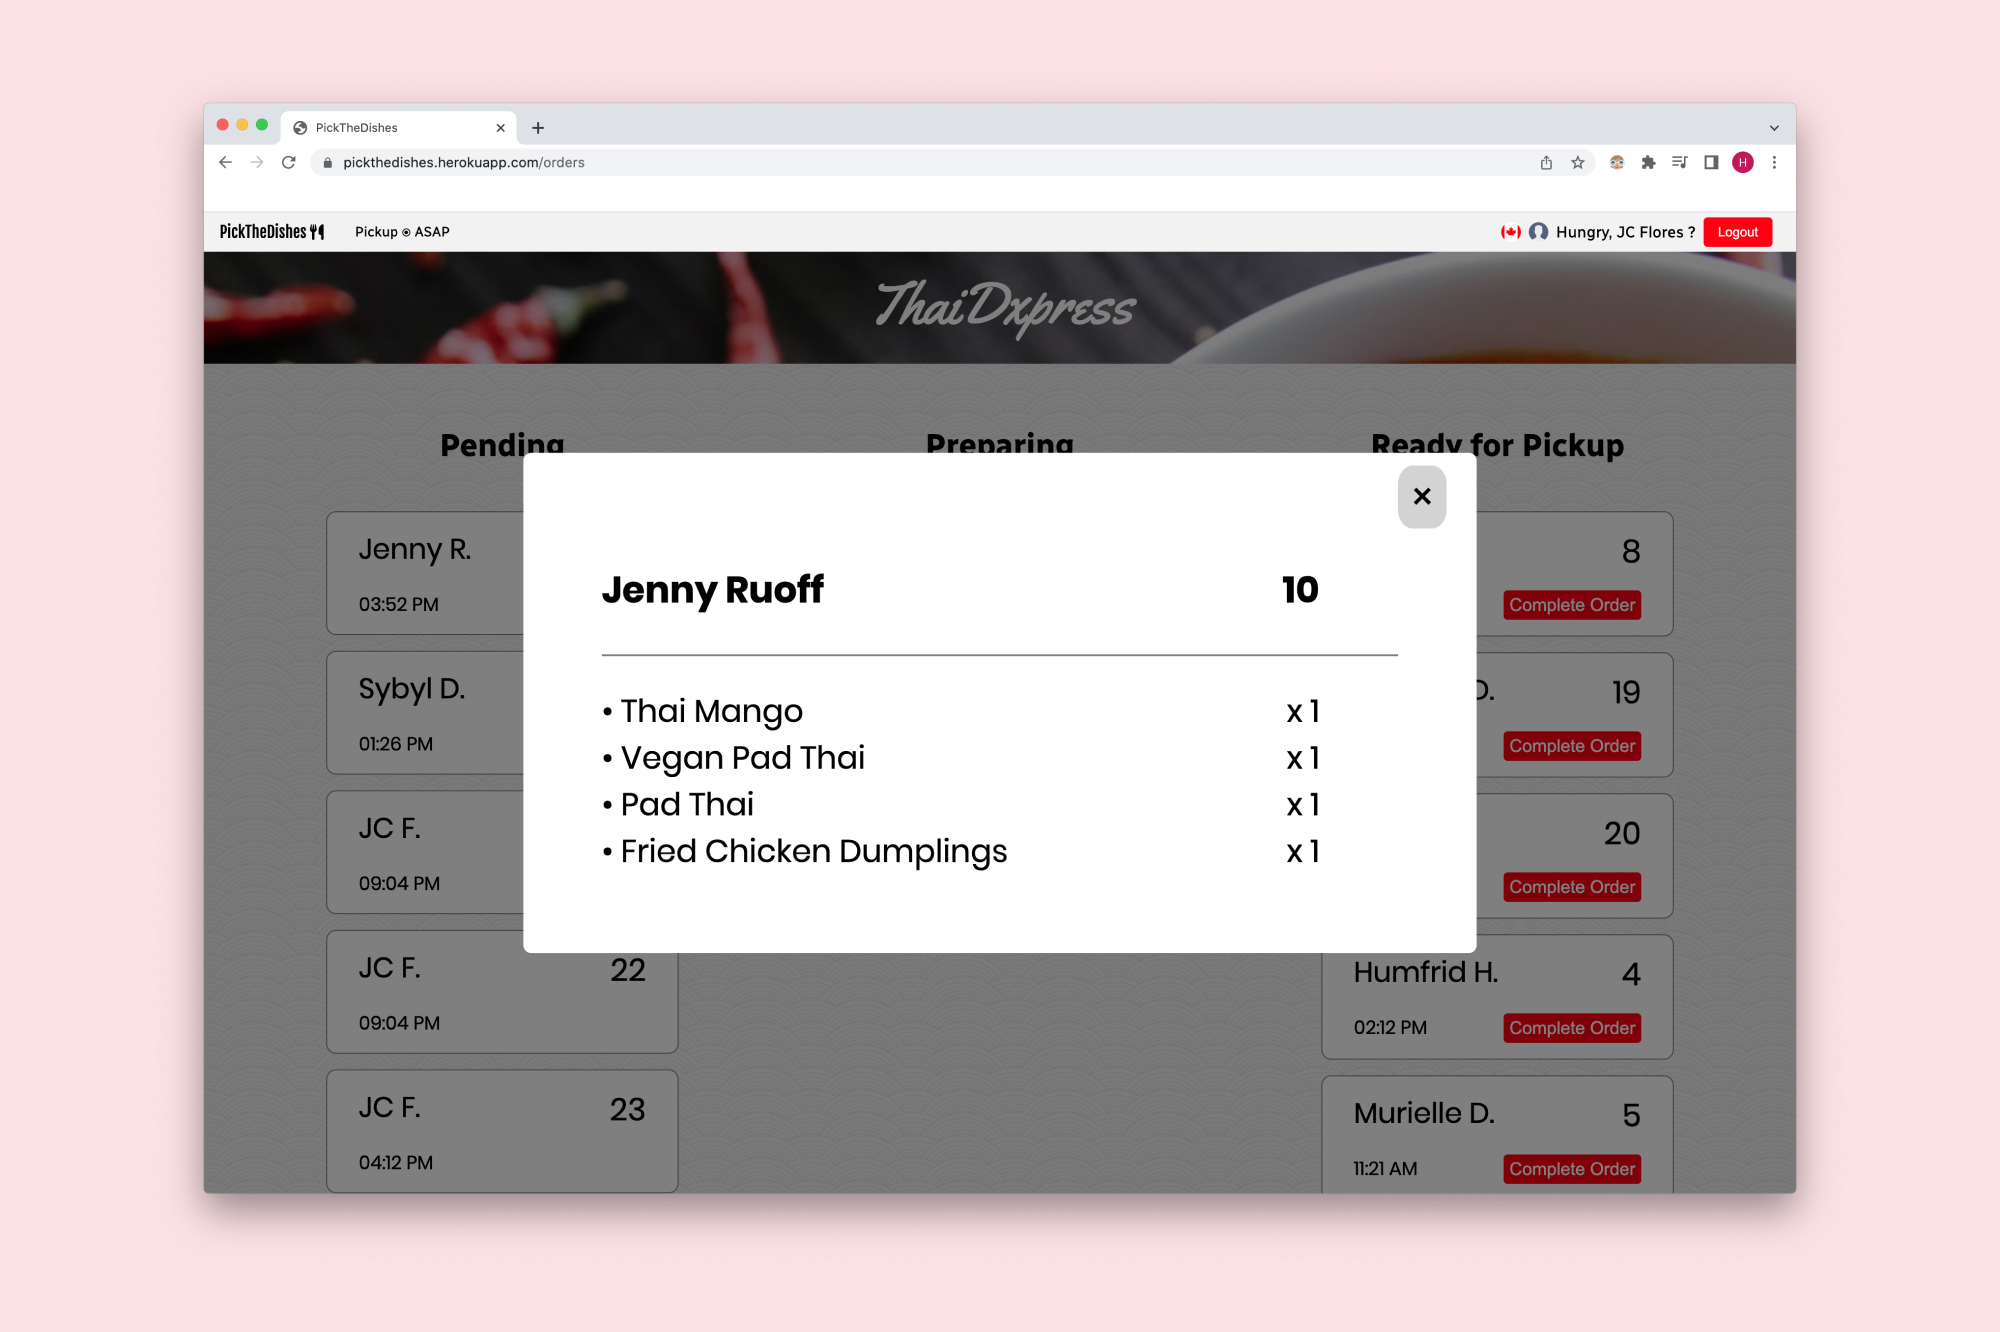 PickTheDishes
pickthedishes.herokuapp.com/orders
H
PickTheDishes
Pickup ASAP
Hungry, JC Flores ?
Logout
ThaiDxpress
Pending
Preparing
Ready for Pickup
Jenny R.
03:52 PM
Sybyl D.
01:26 PM
JC F.
09:04 PM
JC F.
22
09:04 PM
JC F.
23
04:12 PM
Jenny Ruoff
10
• Thai Mango
x 1
• Vegan Pad Thai
x 1
• Pad Thai
x 1
• Fried Chicken Dumplings
x 1
8
Complete Order
D.
19
Complete Order
20
Complete Order
Humfrid H.
4
02:12 PM
Complete Order
Murielle D.
5
11:21 AM
Complete Order